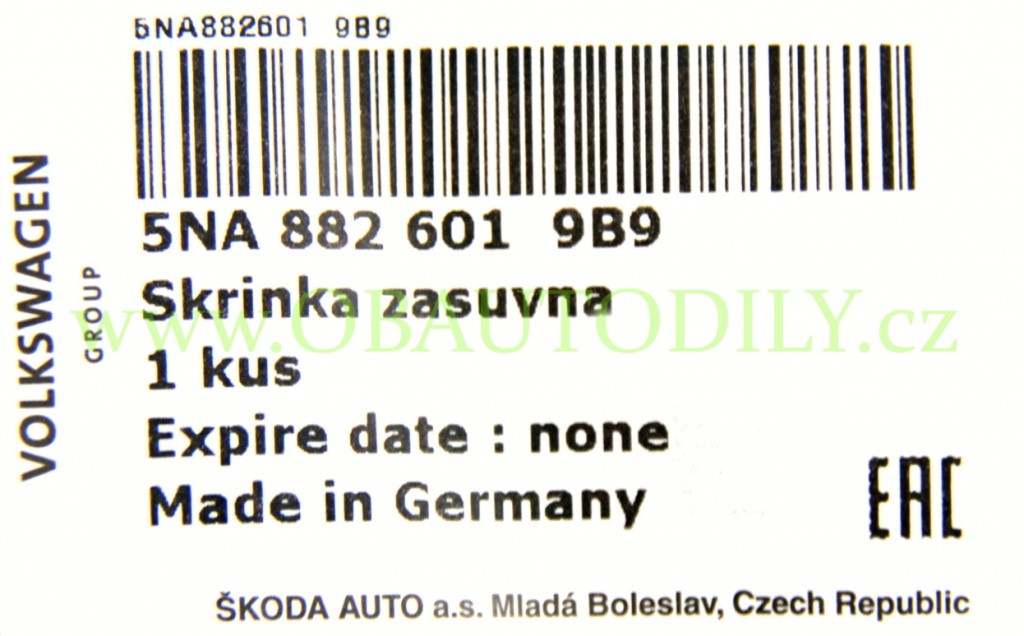 5NA882601 9B9
VOLKSWAGEN
GROUP
5NA 882 601 9B9
Skrinka zasuvna
www.OBAUTODILY.cz
1 kus
Expire date : none
Made in Germany
EAC
ŠKODA AUTO a.s. Mladá Boleslav, Czech Republic